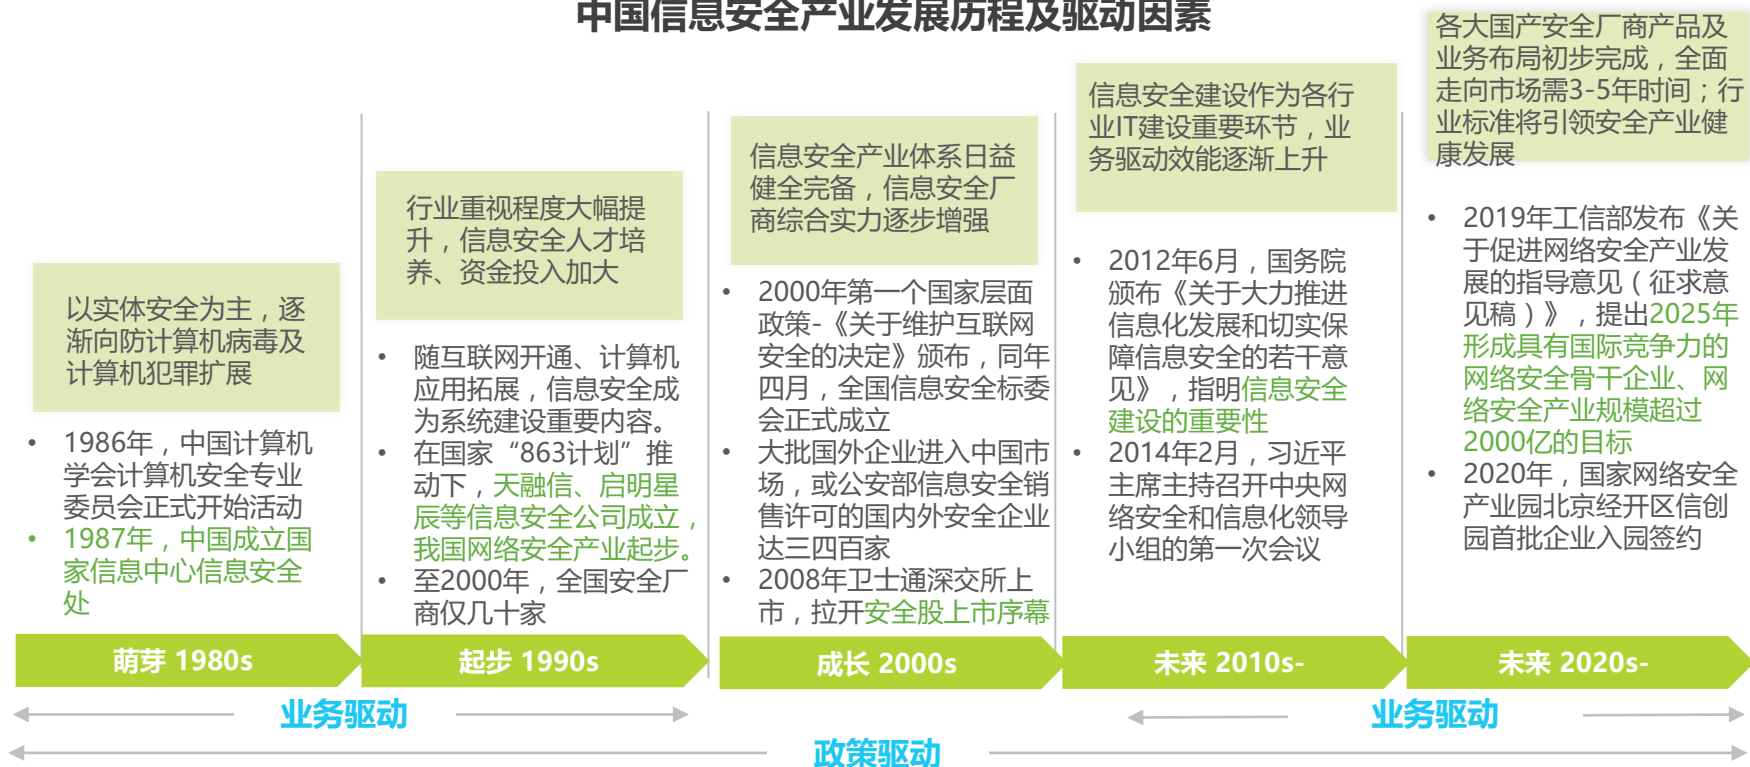 中国信息安全产业发展历程及驱动因素
以实体安全为主，逐
渐向防计算机病毒及
计算机犯罪扩展
• 1986年，中国计算机
学会计算机安全专业
委员会正式开始活动
• 1987年，中国成立国
家信息中心信息安全
处
萌芽 1980s
行业重视程度大幅提
升，信息安全人才培
养、资金投入加大
• 随互联网开通、计算机
应用拓展，信息安全成
为系统建设重要内容。
• 在国家“863计划”推
动下，天融信、启明星
辰等信息安全公司成立，
我国网络安全产业起步。
• 至2000年，全国安全厂
商仅几十家
起步 1990s
信息安全产业体系日益
健全完备，信息安全厂
商综合实力逐步增强
• 2000年第一个国家层面
政策-《关于维护互联网
安全的决定》颁布，同年
四月，全国信息安全标委
会正式成立
• 大批国外企业进入中国市
场，或公安部信息安全销
售许可的国内外安全企业
达三四百家
• 2008年卫士通深交所上
市，拉开安全股上市序幕
成长 2000s
信息安全建设作为各行
业IT建设重要环节，业
务驱动效能逐渐上升
• 2012年6月，国务院
颁布《关于大力推进
信息化发展和切实保
障信息安全的若干意
见》，指明信息安全
建设的重要性
• 2014年2月，习近平
主席主持召开中央网
络安全和信息化领导
小组的第一次会议
未来 2010s-
各大国产安全厂商产品及
业务布局初步完成，全面
走向市场需3-5年时间；行
业标准将引领安全产业健
康发展
• 2019年工信部发布《关
于促进网络安全产业发
展的指导意见（征求意
见稿）》，提出2025年
形成具有国际竞争力的
网络安全骨干企业、网
络安全产业规模超过
2000亿的目标
• 2020年，国家网络安全
产业园北京经开区信创
园首批企业入园签约
未来 2020s-
业务驱动
业务驱动
政策驱动